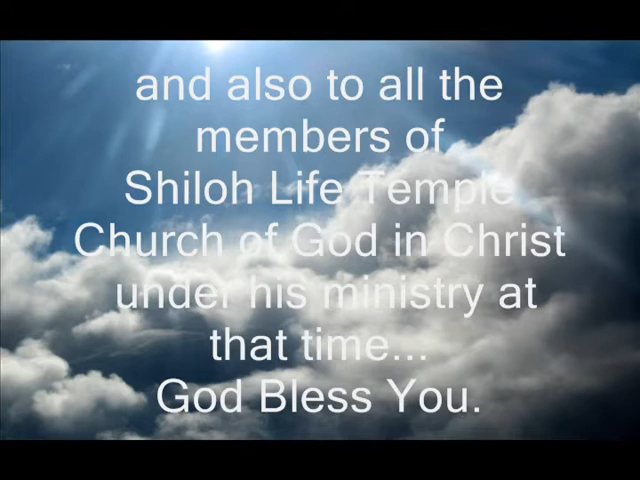 and also to all the
members of
Shiloh Life Temple
Church of God in Christ
under his ministry at
that time...
God Bless You.